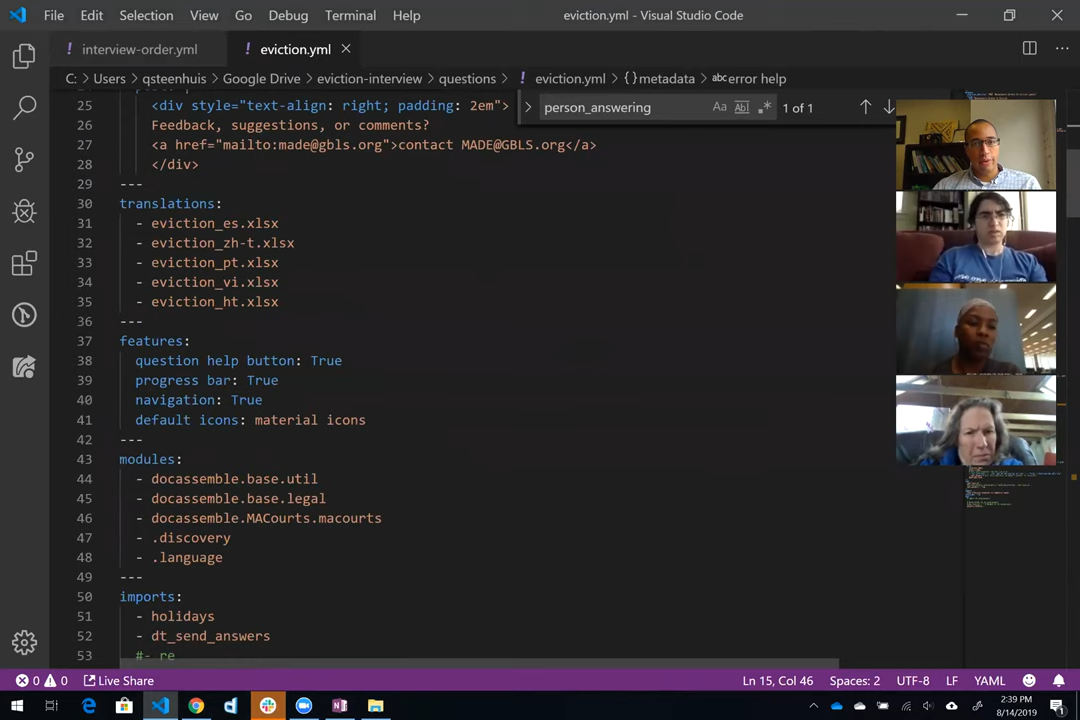 File Edit Selection View Go Debug Terminal Help eviction.yml - Visual Studio Code
! interview-order.yml ! eviction.yml
C: > Users > qsteenhuis > Google Drive > eviction-interview > questions > ! eviction.yml > {} metadata > abc error help
person_answering Aa Abl .* 1 of 1
25 <div style="text-align: right; padding: 2em">
26 Feedback, suggestions, or comments?
27 <a href="mailto:made@gbls.org">contact MADE@GBLS.org</a>
28 </div>
29 ---
30 translations:
31 - eviction_es.xlsx
32 - eviction_zh-t.xlsx
33 - eviction_pt.xlsx
34 - eviction_vi.xlsx
35 - eviction_ht.xlsx
36 ---
37 features:
38 question help button: True
39 progress bar: True
40 navigation: True
41 default icons: material icons
42 ---
43 modules:
44 - docassemble.base.util
45 - docassemble.base.legal
46 - docassemble.MACourts.macourts
47 - .discovery
48 - .language
49 ---
50 imports:
51 - holidays
52 - dt_send_answers
53 #- re
0 0 Live Share Ln 15, Col 46 Spaces: 2 UTF-8 LF YAML
2:39 PM
8/14/2019